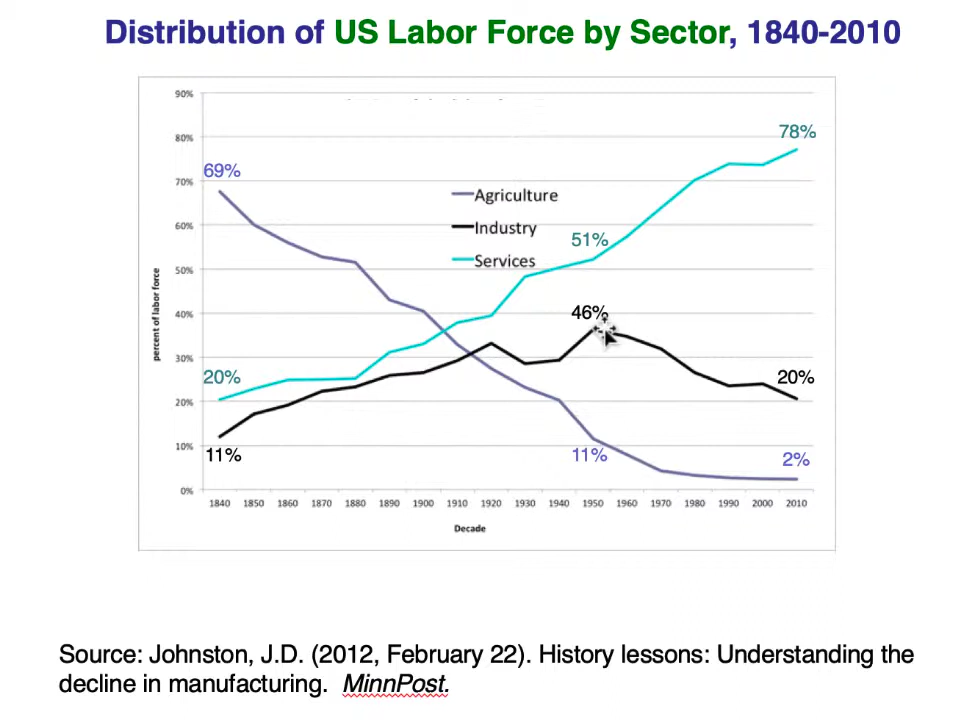 Distribution of US Labor Force by Sector, 1840-2010
90%
80%
70%
60%
50%
40%
30%
20%
10%
0%
percent of labor force
69%
20%
11%
Agriculture
Industry
Services
51%
46%
11%
78%
20%
2%
1840 1850 1860 1870 1880 1890 1900 1910 1920 1930 1940 1950 1960 1970 1980 1990 2000 2010
Decade
Source: Johnston, J.D. (2012, February 22). History lessons: Understanding the
decline in manufacturing. MinnPost.